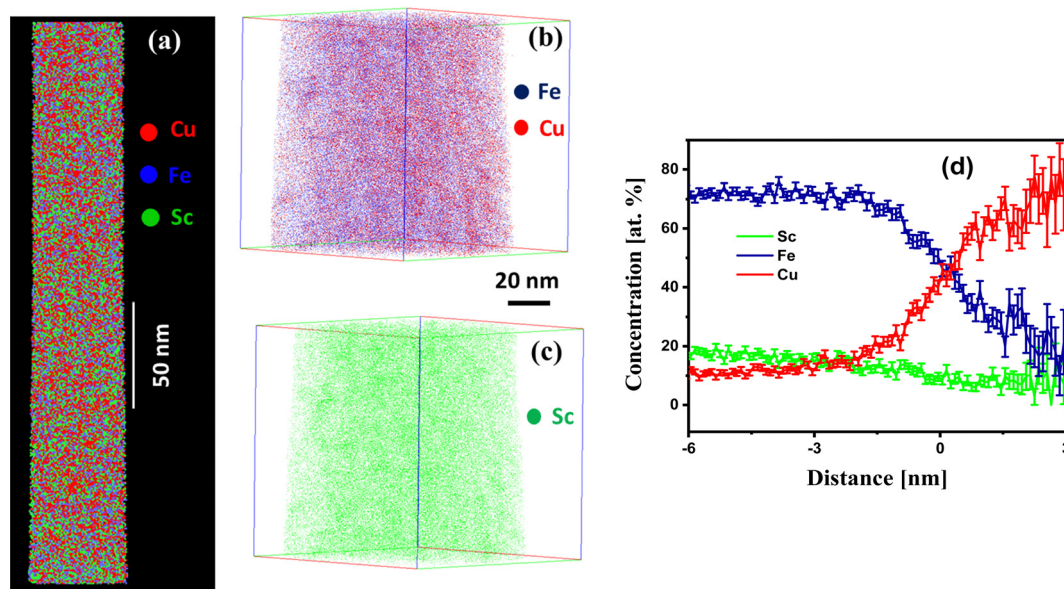 (a)
Cu
Fe
Sc
50 nm
(b)
Fe
Cu
20 nm
(c)
Sc
(d)
Concentration [at. %]
80
60
40
20
0
Sc
Fe
Cu
-6
-3
0
3
Distance [nm]